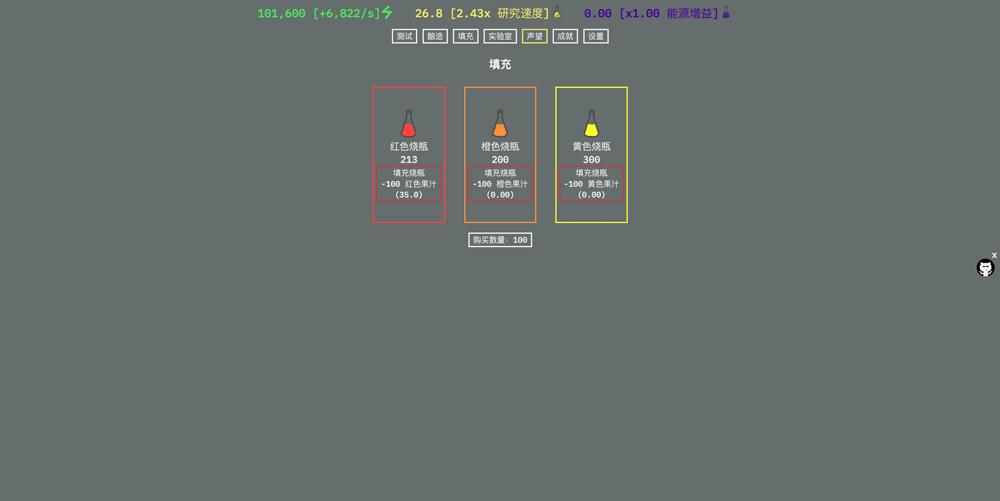 101,600 [+6,822/s] 26.8 [2.43x 研究速度] 0.00 [x1.00 能源增益]
测试 酿造 填充 实验室 声望 成就 设置
填充
红色烧瓶 橙色烧瓶 黄色烧瓶
213 200 300
填充烧瓶 填充烧瓶 填充烧瓶
-100 红色果汁 -100 橙色果汁 -100 黄色果汁
(35.0) (0.00) (0.00)
购买数量: 100
x